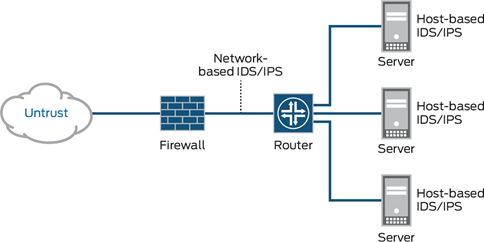 Host-based
IDS/IPS
Server
Network-
based IDS/IPS
Untrust
Firewall
Router
Host-based
IDS/IPS
Server
Host-based
IDS/IPS
Server